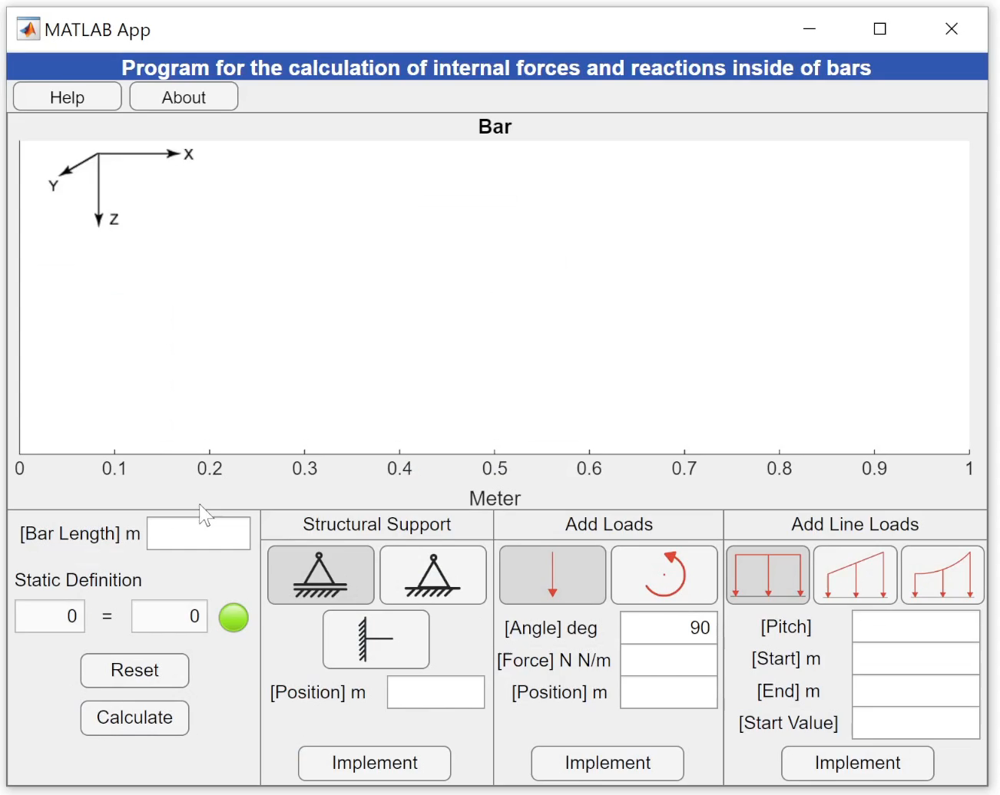 MATLAB App
Program for the calculation of internal forces and reactions inside of bars
Help
About
Bar
X
Y
Z
0 0.1 0.2 0.3 0.4 0.5 0.6 0.7 0.8 0.9 1
Meter
[Bar Length] m
Static Definition
0 = 0
Reset
Calculate
Structural Support
[Position] m
Implement
Add Loads
[Angle] deg 90
[Force] N N/m
[Position] m
Implement
Add Line Loads
[Pitch]
[Start] m
[End] m
[Start Value]
Implement